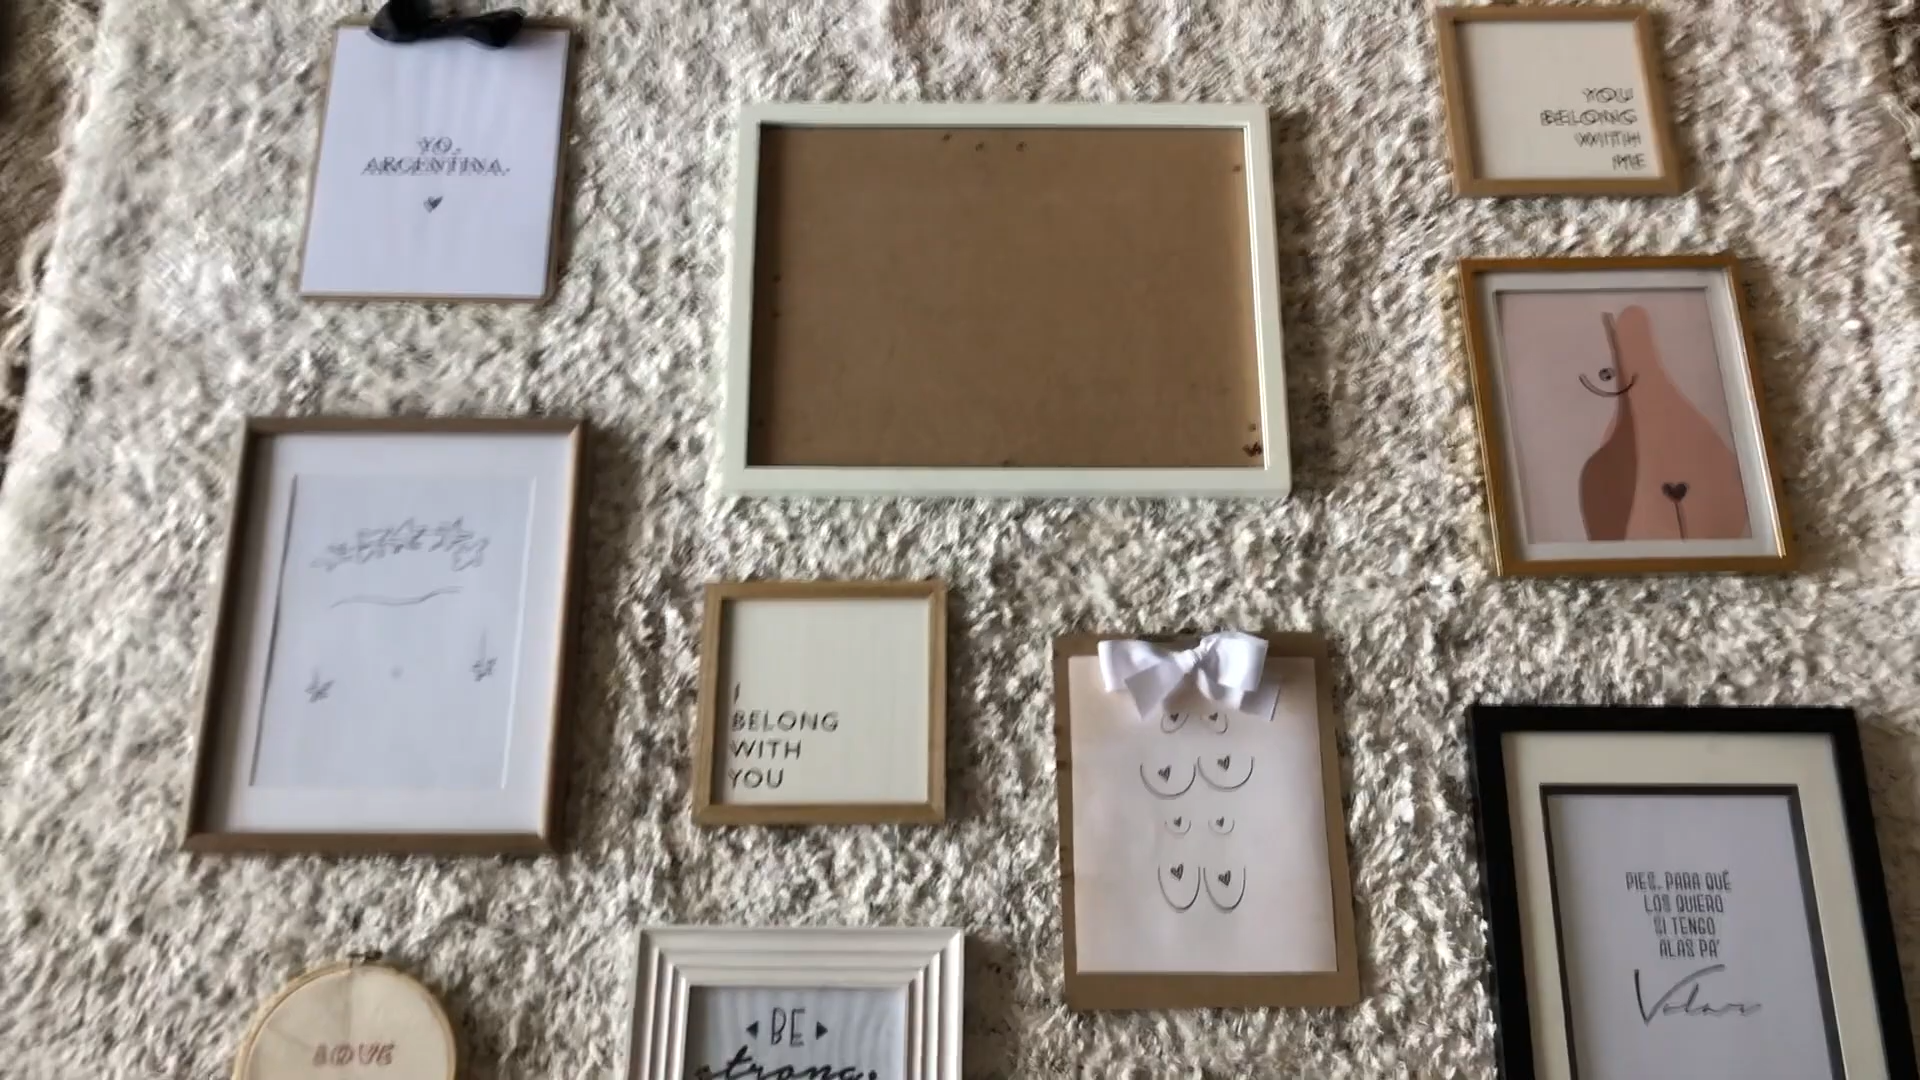 YO,
ARGENTINA.
YOU
BELONG
WITH
ME
I
BELONG
WITH
YOU
PIES, PARA QUÉ
LOS QUIERO
SI TENGO
ALAS PA'
Volar
LOVE
BE
strong